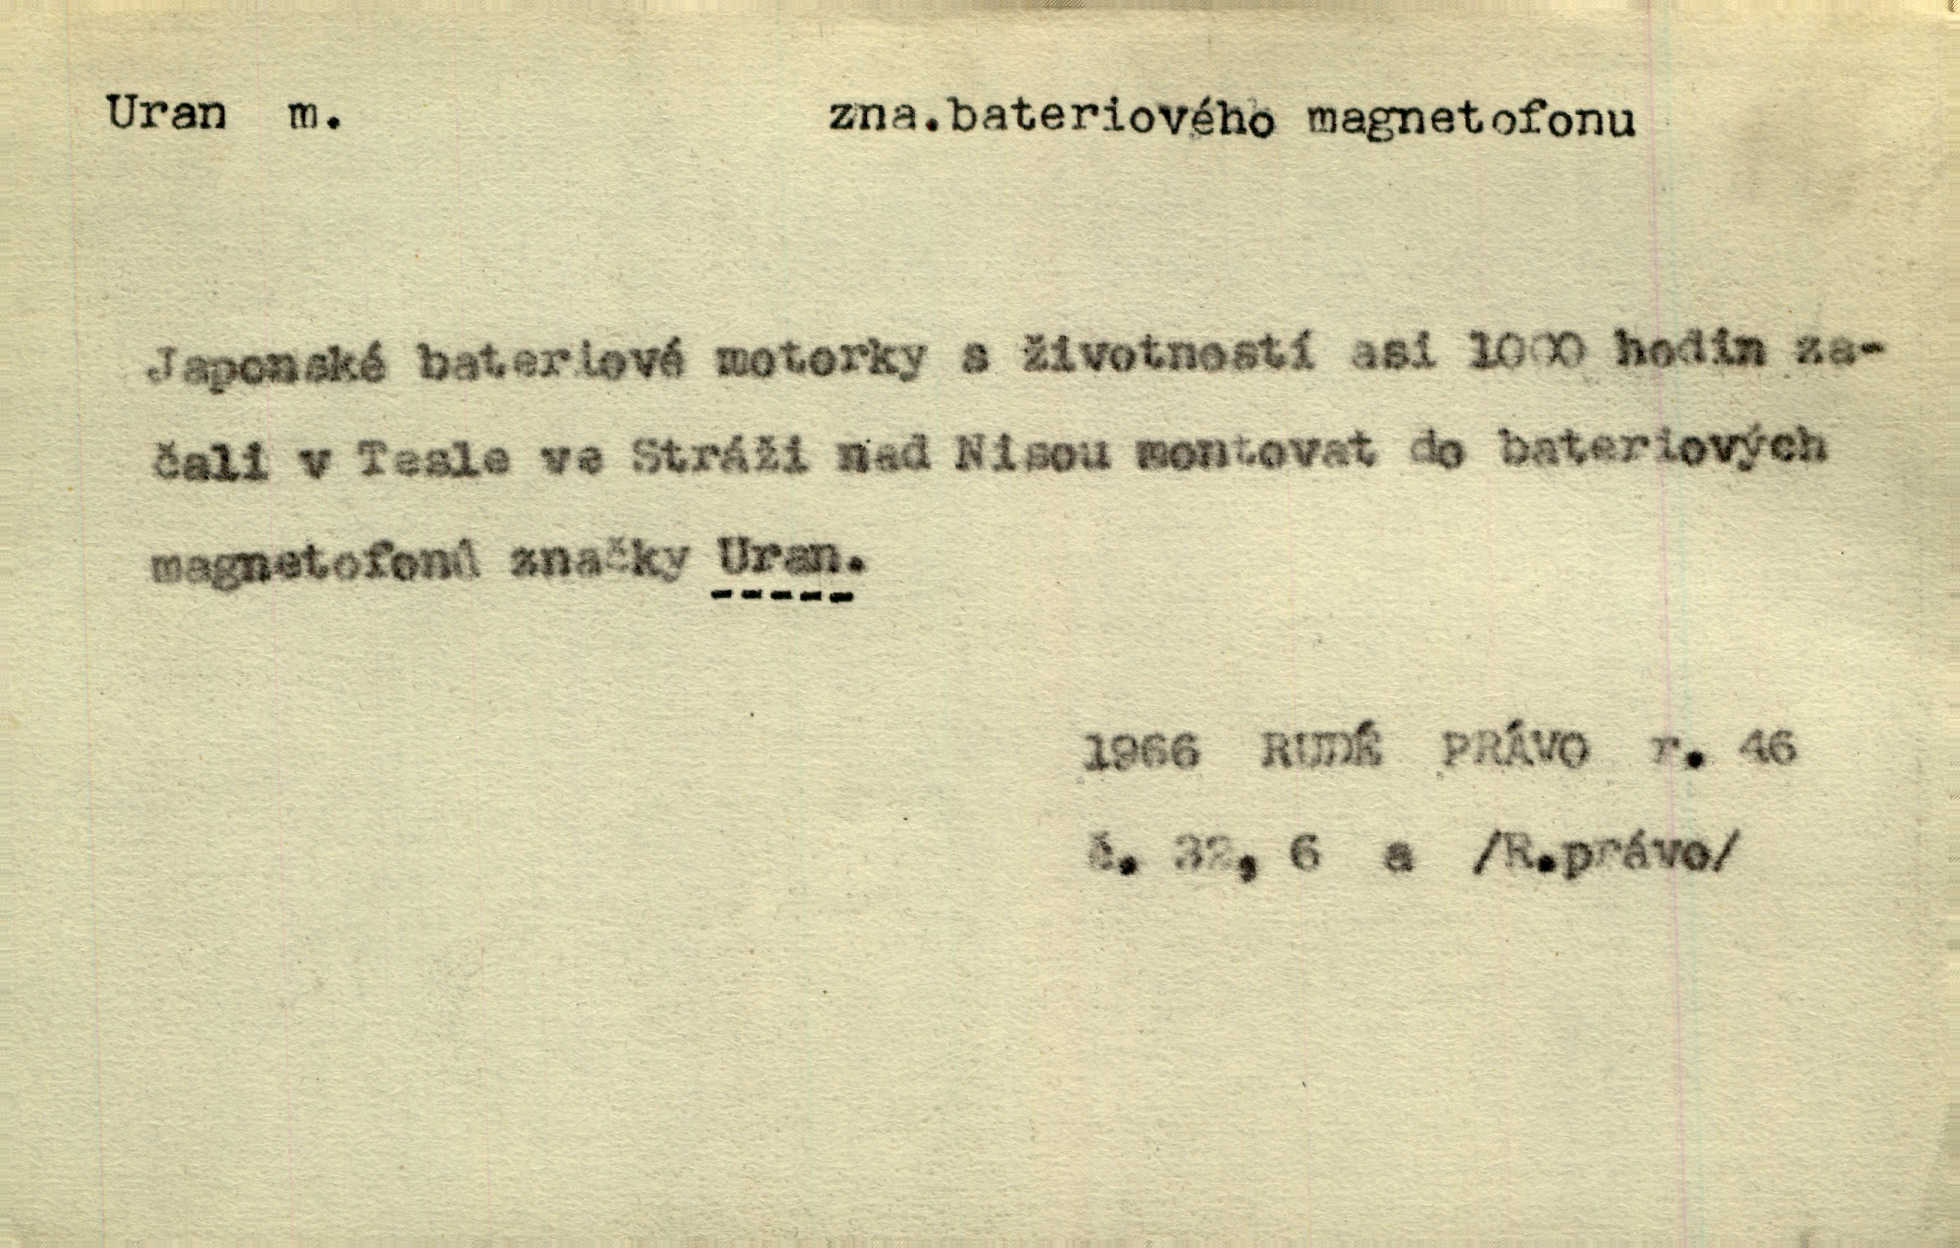 Uran m. zna.bateriového magnetofonu
Japonské bateriové motorky s životností asi 1000 hodin za-
čali v Tesle ve Stráži nad Nisou montovat do bateriových
magnetofonů značky Uran.
1966 RUDÉ PRÁVO r. 46
č. 32, 6 a /R.právo/